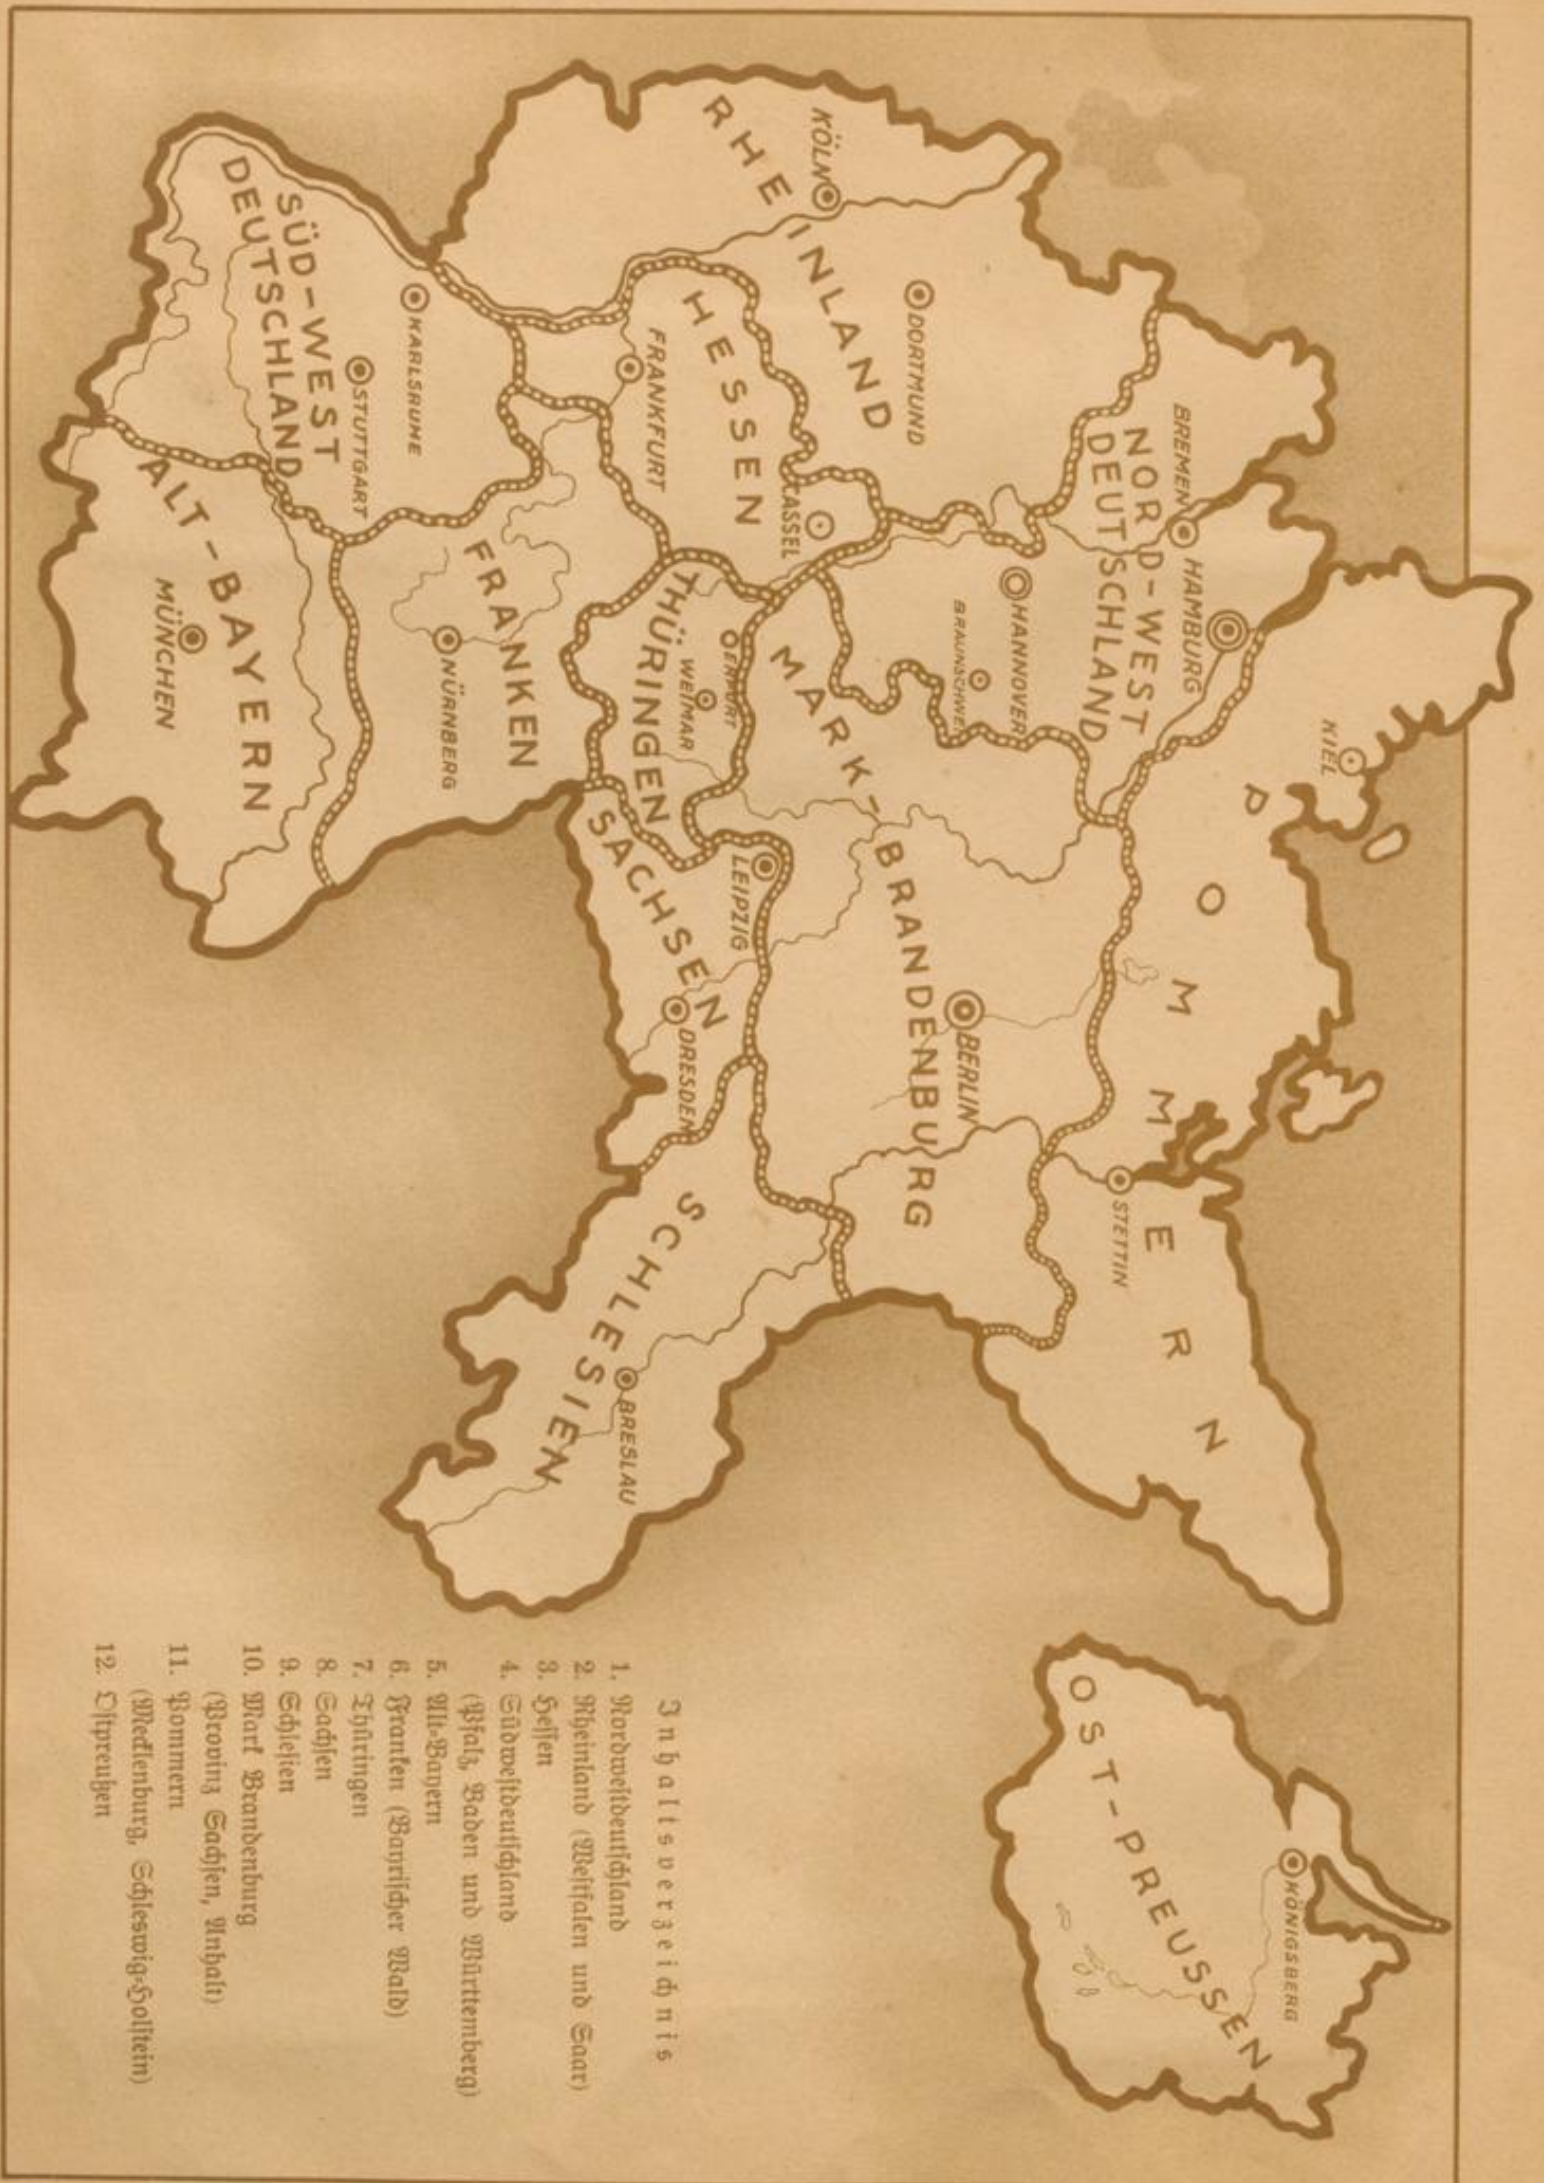 KIEL
POMMERN
STETTIN
HAMBURG
BREMEN
NORD-WEST
DEUTSCHLAND
HANNOVER
BRAUNSCHWE
DORTMUND
KÖLN
RHEINLAND
CASSEL
HESSEN
FRANKFURT
MARK-BRANDENBURG
BERLIN
ERFURT
WEIMAR
THÜRINGEN
LEIPZIG
SACHSEN
DRESDEN
SCHLESIEN
BRESLAU
FRANKEN
NÜRNBERG
KARLSRUHE
STUTTGART
SÜD-WEST
DEUTSCHLAND
ALT-BAYERN
MÜNCHEN
KÖNIGSBERG
OST-PREUSSEN
Inhaltsverzeichnis
1. Nordwestdeutschland
2. Rheinland (Westfalen und Saar)
3. Hessen
4. Südwestdeutschland
(Pfalz, Baden und Württemberg)
5. Alt-Bayern
6. Franken (Bayrischer Wald)
7. Thüringen
8. Sachsen
9. Schlesien
10. Mark Brandenburg
(Provinz Sachsen, Anhalt)
11. Pommern
(Mecklenburg, Schleswig-Holstein)
12. Ostpreußen